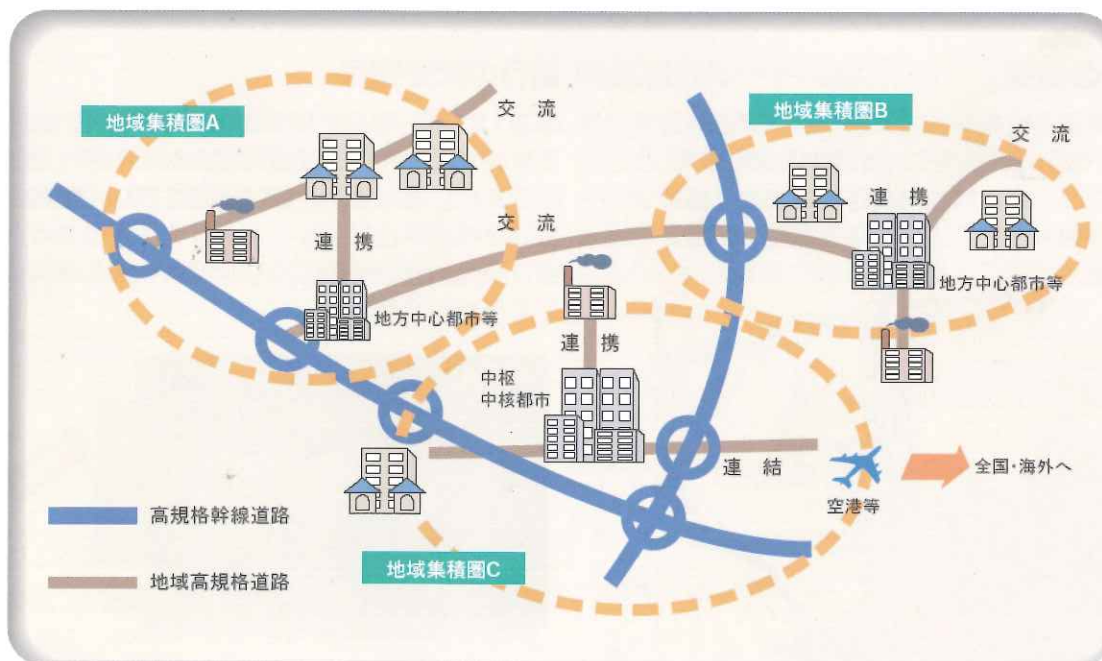 地域集積圏A
交 流
地域集積圏B
交 流
連 携
交 流
連 携
地方中心都市等
地方中心都市等
連 携
中枢
中核都市
連 結
全国・海外へ
空港等
高規格幹線道路
地域集積圏C
地域高規格道路